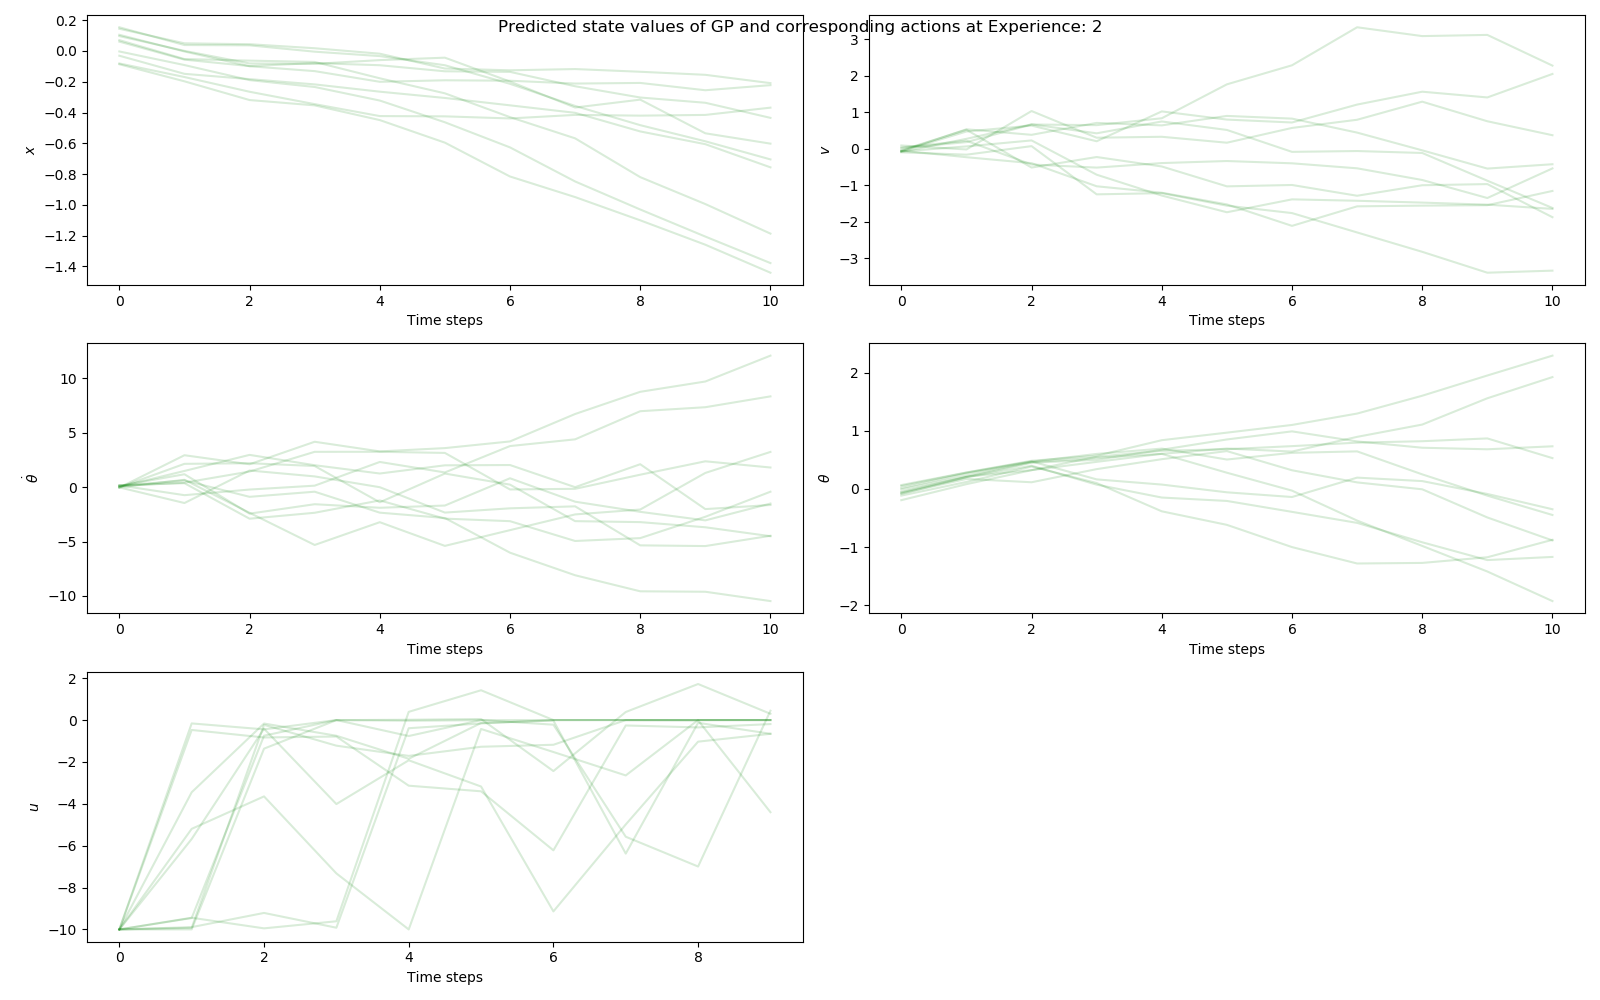 Predicted state values of GP and corresponding actions at Experience: 2
0.2
0.0
−0.2
−0.4
−0.6
−0.8
−1.0
−1.2
−1.4
x
0 2 4 6 8 10
Time steps
3
2
1
0
−1
−2
−3
v
0 2 4 6 8 10
Time steps
10
5
0
−5
−10
θ̇
0 2 4 6 8 10
Time steps
2
1
0
−1
−2
θ
0 2 4 6 8 10
Time steps
2
0
−2
−4
−6
−8
−10
u
0 2 4 6 8
Time steps